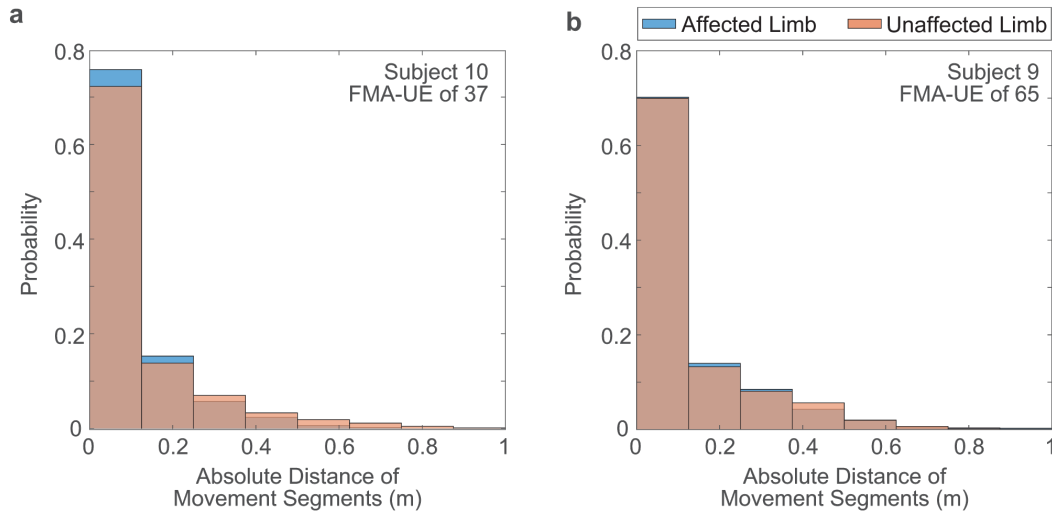 a
Subject 10
FMA-UE of 37
Probability
0.8
0.6
0.4
0.2
0
0 0.2 0.4 0.6 0.8 1
Absolute Distance of
Movement Segments (m)
b
Affected Limb Unaffected Limb
Subject 9
FMA-UE of 65
Probability
0.8
0.6
0.4
0.2
0
0 0.2 0.4 0.6 0.8 1
Absolute Distance of
Movement Segments (m)